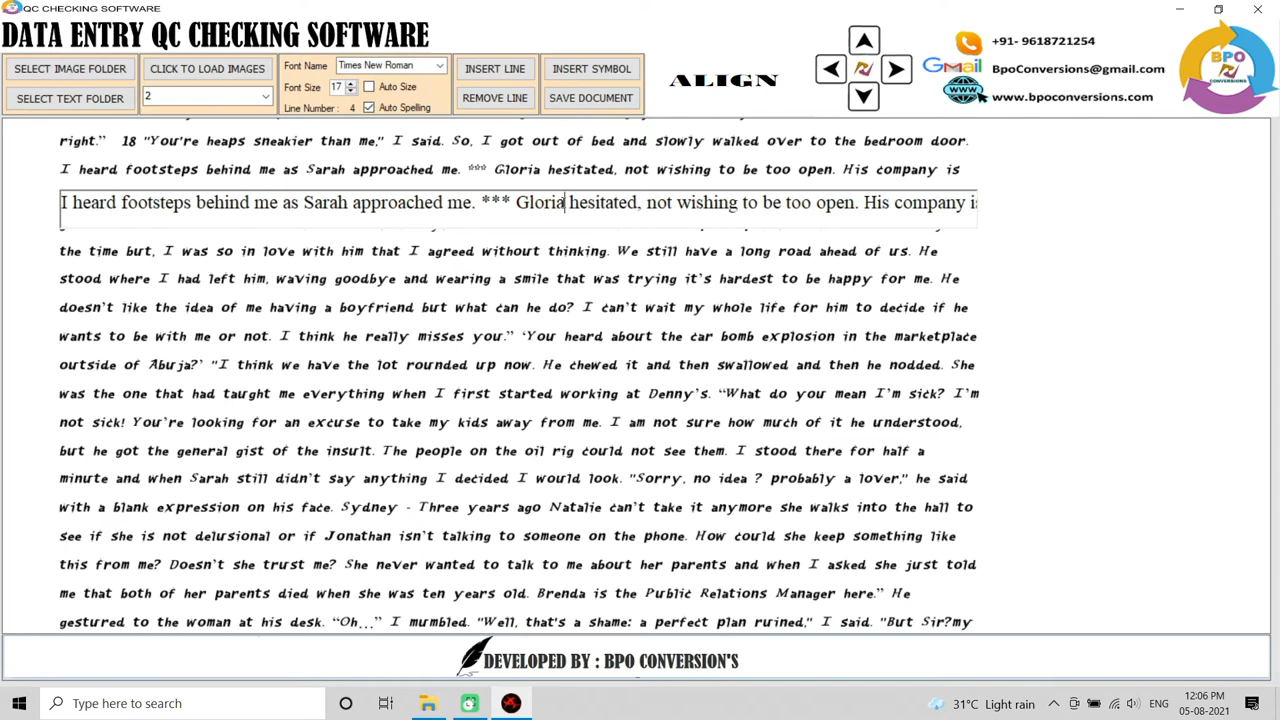 QC CHECKING SOFTWARE
DATA ENTRY QC CHECKING SOFTWARE
SELECT IMAGE FOLDER
CLICK TO LOAD IMAGES
SELECT TEXT FOLDER
2
Font Name Times New Roman
Font Size 17 Auto Size
Line Number: 4 Auto Spelling
INSERT LINE
INSERT SYMBOL
REMOVE LINE
SAVE DOCUMENT
ALIGN
+91- 9618721254
Gmail BpoConversions@gmail.com
WWW www.bpoconversions.com
BPO
CONVERSIONS
right." 18 "You're heaps sneakier than me," I said. So, I got out of bed and slowly walked over to the bedroom door.
I heard footsteps behind me as Sarah approached me. *** Gloria hesitated, not wishing to be too open. His company is
I heard footsteps behind me as Sarah approached me. *** Gloria hesitated, not wishing to be too open. His company is
the time but, I was so in love with him that I agreed without thinking. We still have a long road ahead of us. He
stood where I had left him, waving goodbye and wearing a smile that was trying it's hardest to be happy for me. He
doesn't like the idea of me having a boyfriend but what can he do? I can't wait my whole life for him to decide if he
wants to be with me or not. I think he really misses you." 'You heard about the car bomb explosion in the marketplace
outside of Abuja?' "I think we have the lot rounded up now. He chewed it and then swallowed and then he nodded. She
was the one that had taught me everything when I first started working at Denny's. "What do you mean I'm sick? I'm
not sick! You're looking for an excuse to take my kids away from me. I am not sure how much of it he understood,
but he got the general gist of the insult. The people on the oil rig could not see them. I stood there for half a
minute and when Sarah still didn't say anything I decided I would look. "Sorry, no idea ? probably a lover," he said
with a blank expression on his face. Sydney - Three years ago Natalie can't take it anymore she walks into the hall to
see if she is not delusional or if Jonathan isn't talking to someone on the phone. How could she keep something like
this from me? Doesn't she trust me? She never wanted to talk to me about her parents and when I asked she just told
me that both of her parents died when she was ten years old. Brenda is the Public Relations Manager here." He
gestured to the woman at his desk. "Oh..." I mumbled. "Well, that's a shame: a perfect plan ruined," I said. "But Sir?my
DEVELOPED BY : BPO CONVERSION'S
Type here to search
31°C Light rain
ENG
12:06 PM
05-08-2021